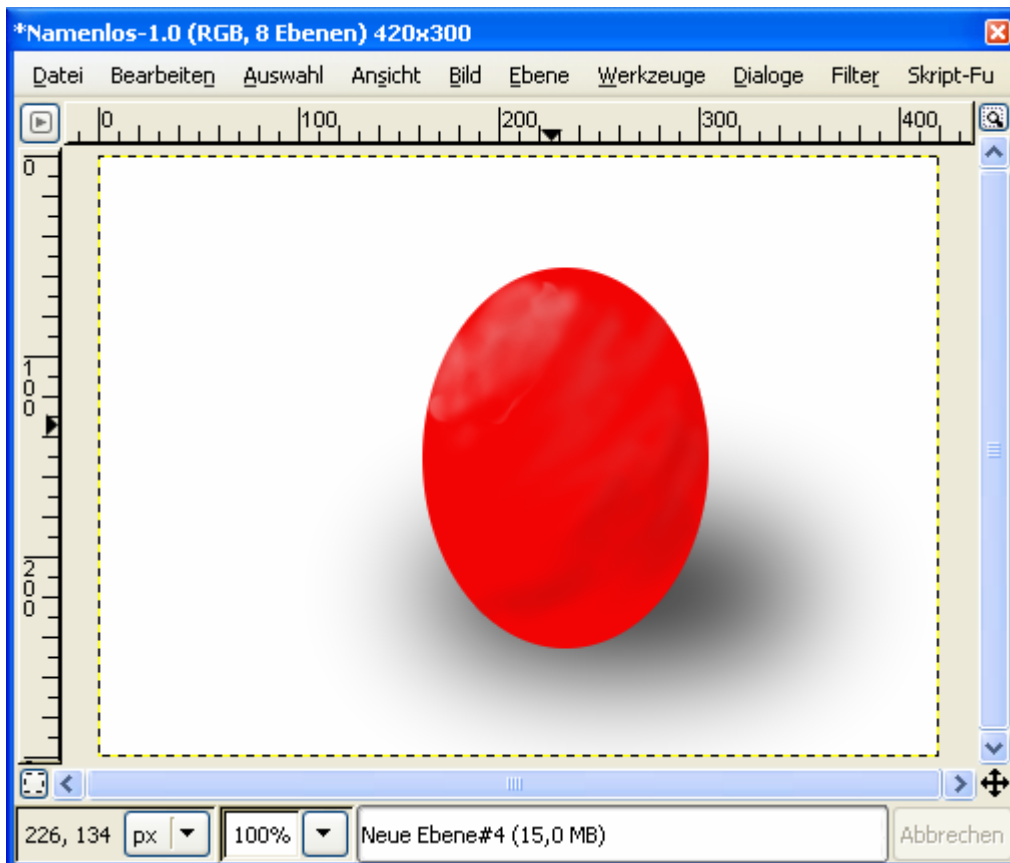 *Namenlos-1.0 (RGB, 8 Ebenen) 420x300
Datei Bearbeiten Auswahl Ansicht Bild Ebene Werkzeuge Dialoge Filter Skript-Fu
0 100 200 300 400
0
100
200
226, 134 px 100% Neue Ebene#4 (15,0 MB) Abbrechen